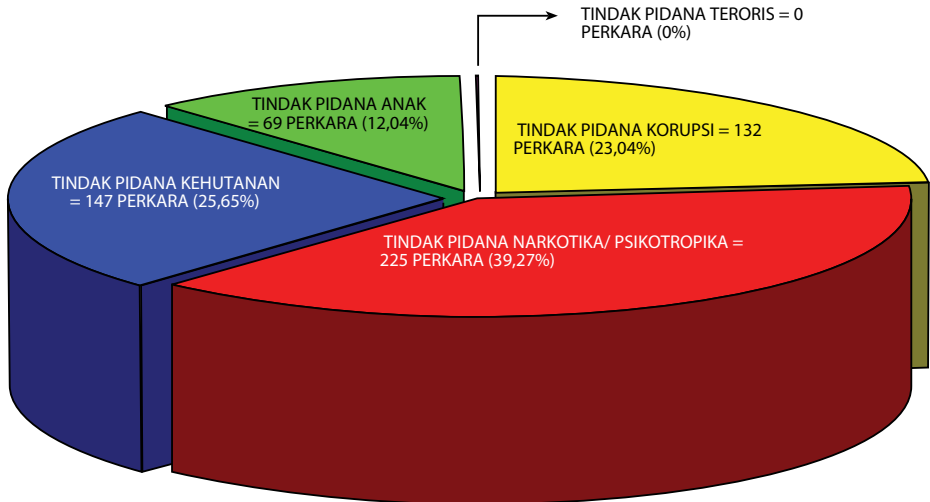 TINDAK PIDANA TERORIS = 0
PERKARA (0%)
TINDAK PIDANA ANAK
= 69 PERKARA (12,04%)
TINDAK PIDANA KORUPSI = 132
PERKARA (23,04%)
TINDAK PIDANA KEHUTANAN
= 147 PERKARA (25,65%)
TINDAK PIDANA NARKOTIKA/ PSIKOTROPIKA =
225 PERKARA (39,27%)